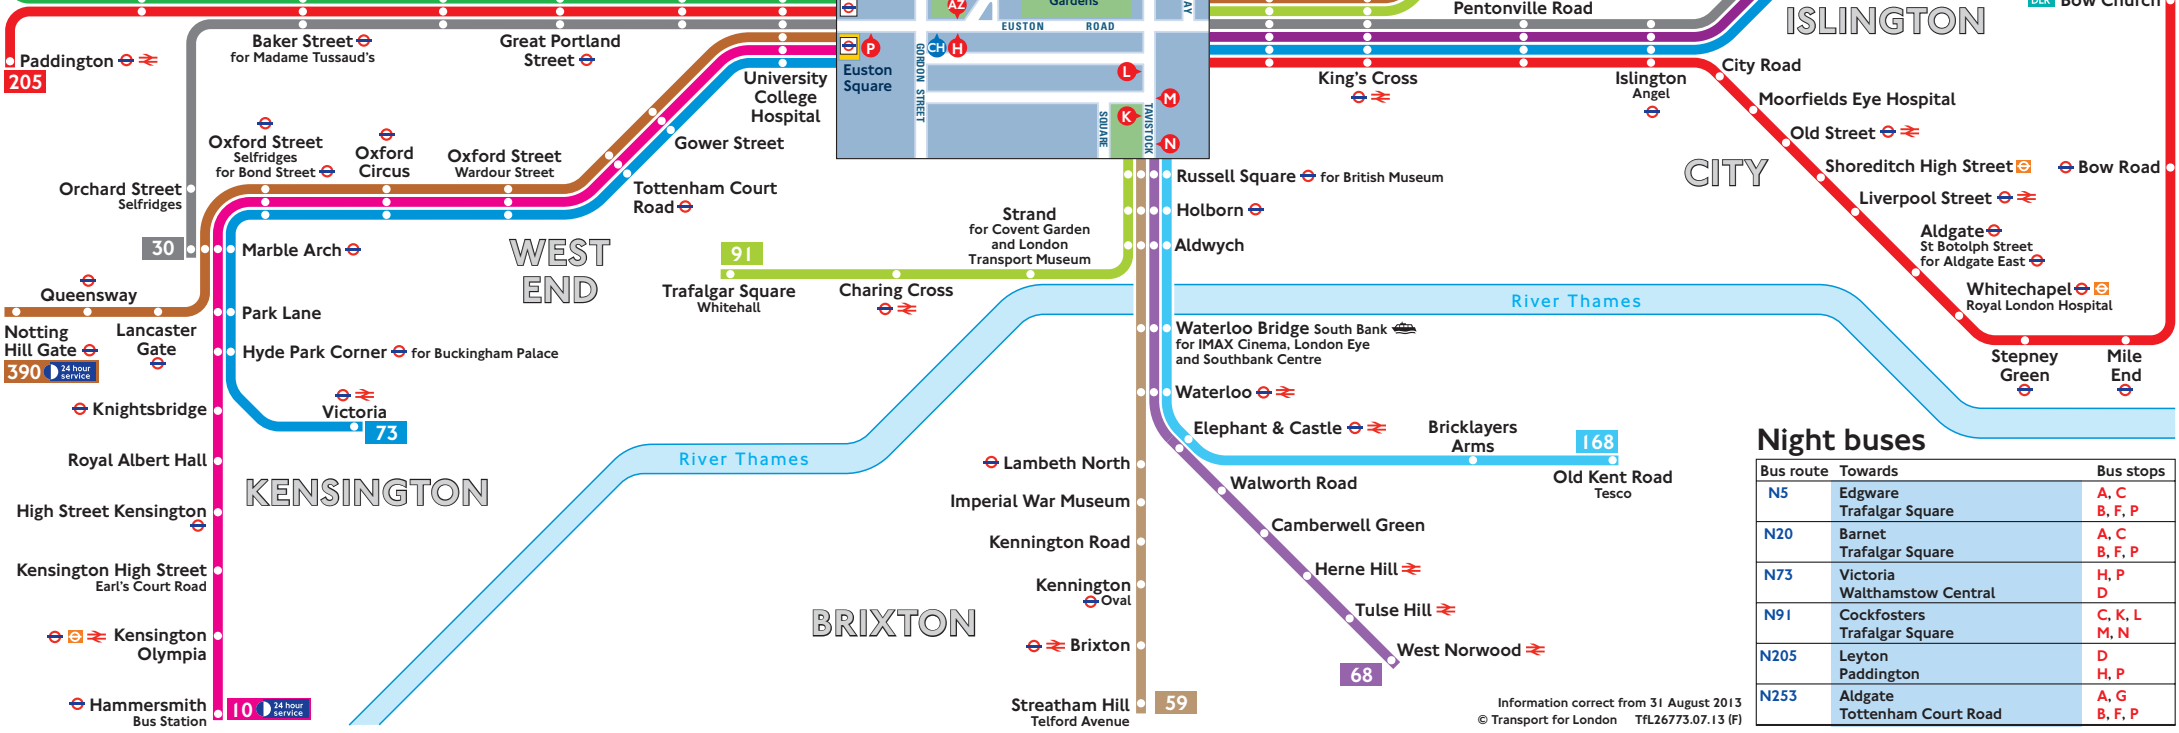 Paddington
205
Baker Street
for Madame Tussaud's
Great Portland
Street
University
College
Hospital
Gower Street
Tottenham Court
Road
Oxford Street
Selfridges
for Bond Street
Oxford
Circus
Oxford Street
Wardour Street
Orchard Street
Selfridges
30
Marble Arch
Queensway
Notting
Hill Gate
390
24 hour
service
Lancaster
Gate
Park Lane
Hyde Park Corner
for Buckingham Palace
Knightsbridge
Victoria
73
Royal Albert Hall
High Street Kensington
Kensington High Street
Earl's Court Road
Kensington
Olympia
Hammersmith
Bus Station
10
24 hour
service
WEST
END
KENSINGTON
BRIXTON
CITY
ISLINGTON
AZ
Gardens
AY
EUSTON ROAD
P
CH
H
Euston
Square
GORDON STREET
L
M
K
N
SQUARE
TAVISTOCK
91
Trafalgar Square
Whitehall
Charing Cross
Strand
for Covent Garden
and London
Transport Museum
Russell Square
for British Museum
Holborn
Aldwych
River Thames
River Thames
Waterloo Bridge South Bank
for IMAX Cinema, London Eye
and Southbank Centre
Waterloo
Elephant & Castle
Bricklayers
Arms
168
Old Kent Road
Tesco
Lambeth North
Imperial War Museum
Kennington Road
Kennington
Oval
Brixton
Streatham Hill
Telford Avenue
59
Walworth Road
Camberwell Green
Herne Hill
Tulse Hill
West Norwood
68
Pentonville Road
King's Cross
Islington
Angel
City Road
Moorfields Eye Hospital
Old Street
Shoreditch High Street
Liverpool Street
Aldgate
St Botolph Street
for Aldgate East
Whitechapel
Royal London Hospital
Stepney
Green
Mile
End
Bow Road
DLR
Bow Church
Night buses
Bus route Towards Bus stops
N5 Edgware A, C
Trafalgar Square B, F, P
N20 Barnet A, C
Trafalgar Square B, F, P
N73 Victoria H, P
Walthamstow Central D
N91 Cockfosters C, K, L
Trafalgar Square M, N
N205 Leyton D
Paddington H, P
N253 Aldgate A, G
Tottenham Court Road B, F, P
Information correct from 31 August 2013
© Transport for London TfL26773.07.13 (F)